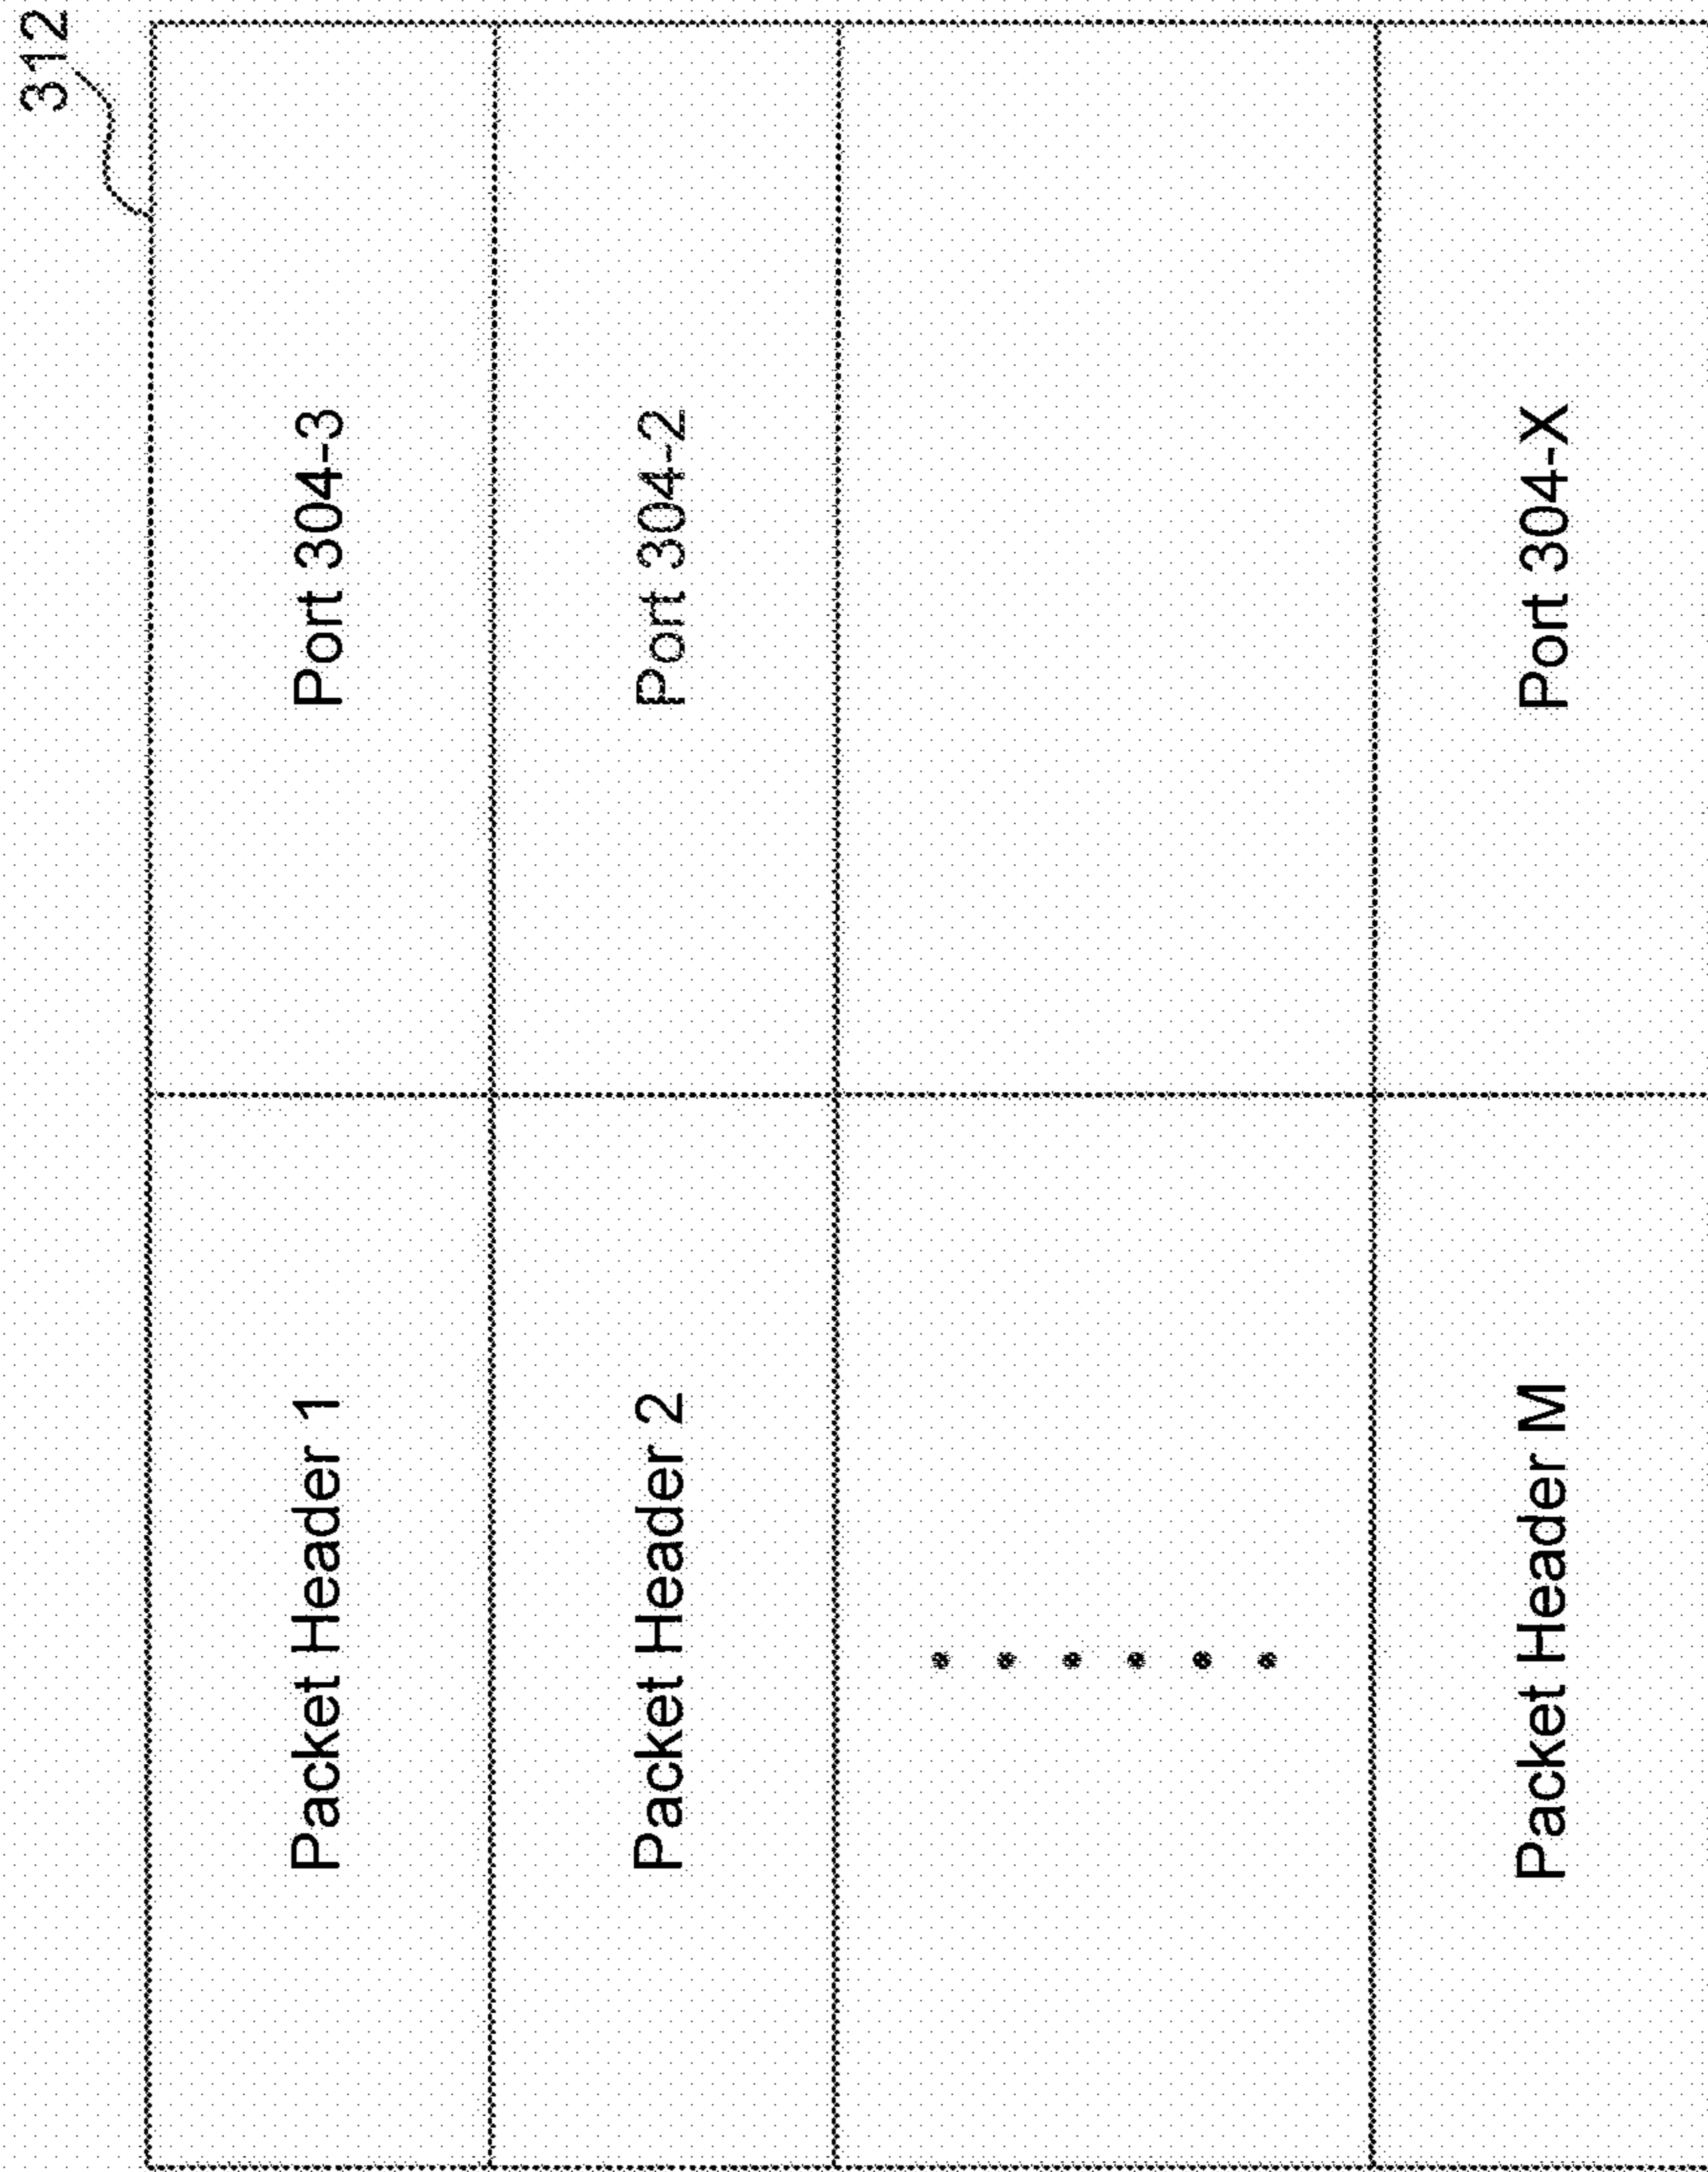 312
Packet Header 1 Port 304-3
Packet Header 2 Port 304-2
Packet Header M Port 304-X